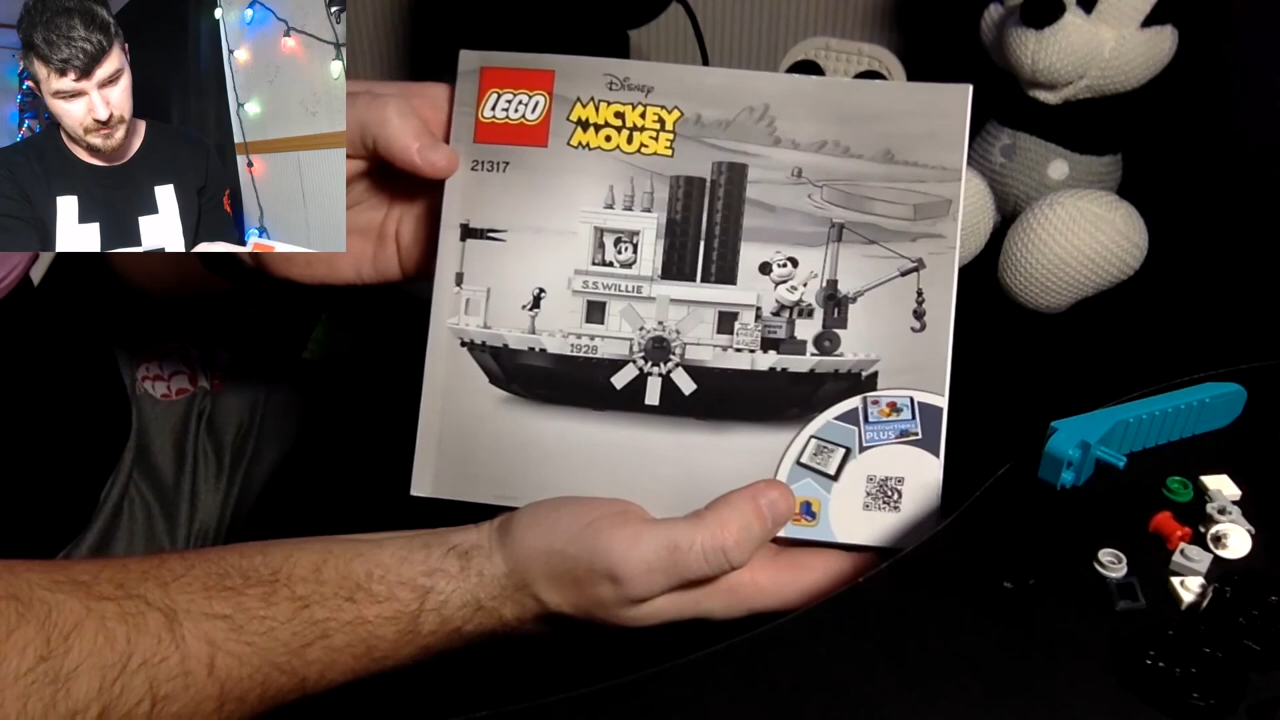 LEGO
DISNEY
MICKEY
MOUSE
21317
S.S.WILLIE
1928
Instructions
PLUS